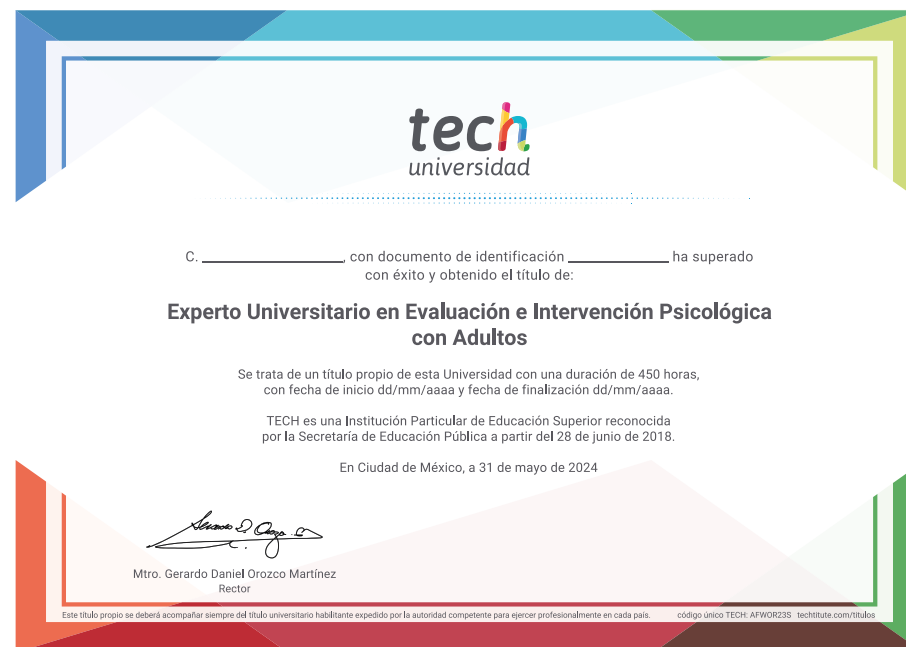 tech
universidad
C. ____________, con documento de identificación ____________ ha superado
con éxito y obtenido el título de:
Experto Universitario en Evaluación e Intervención Psicológica
con Adultos
Se trata de un título propio de esta Universidad con una duración de 450 horas,
con fecha de inicio dd/mm/aaaa y fecha de finalización dd/mm/aaaa.
TECH es una Institución Particular de Educación Superior reconocida
por la Secretaría de Educación Pública a partir del 28 de junio de 2018.
En Ciudad de México, a 31 de mayo de 2024
Mtro. Gerardo Daniel Orozco Martínez
Rector
Este título propio se deberá acompañar siempre del título universitario habilitante expedido por la autoridad competente para ejercer profesionalmente en cada país. código único TECH: AFWOR23S techtitute.com/titulos